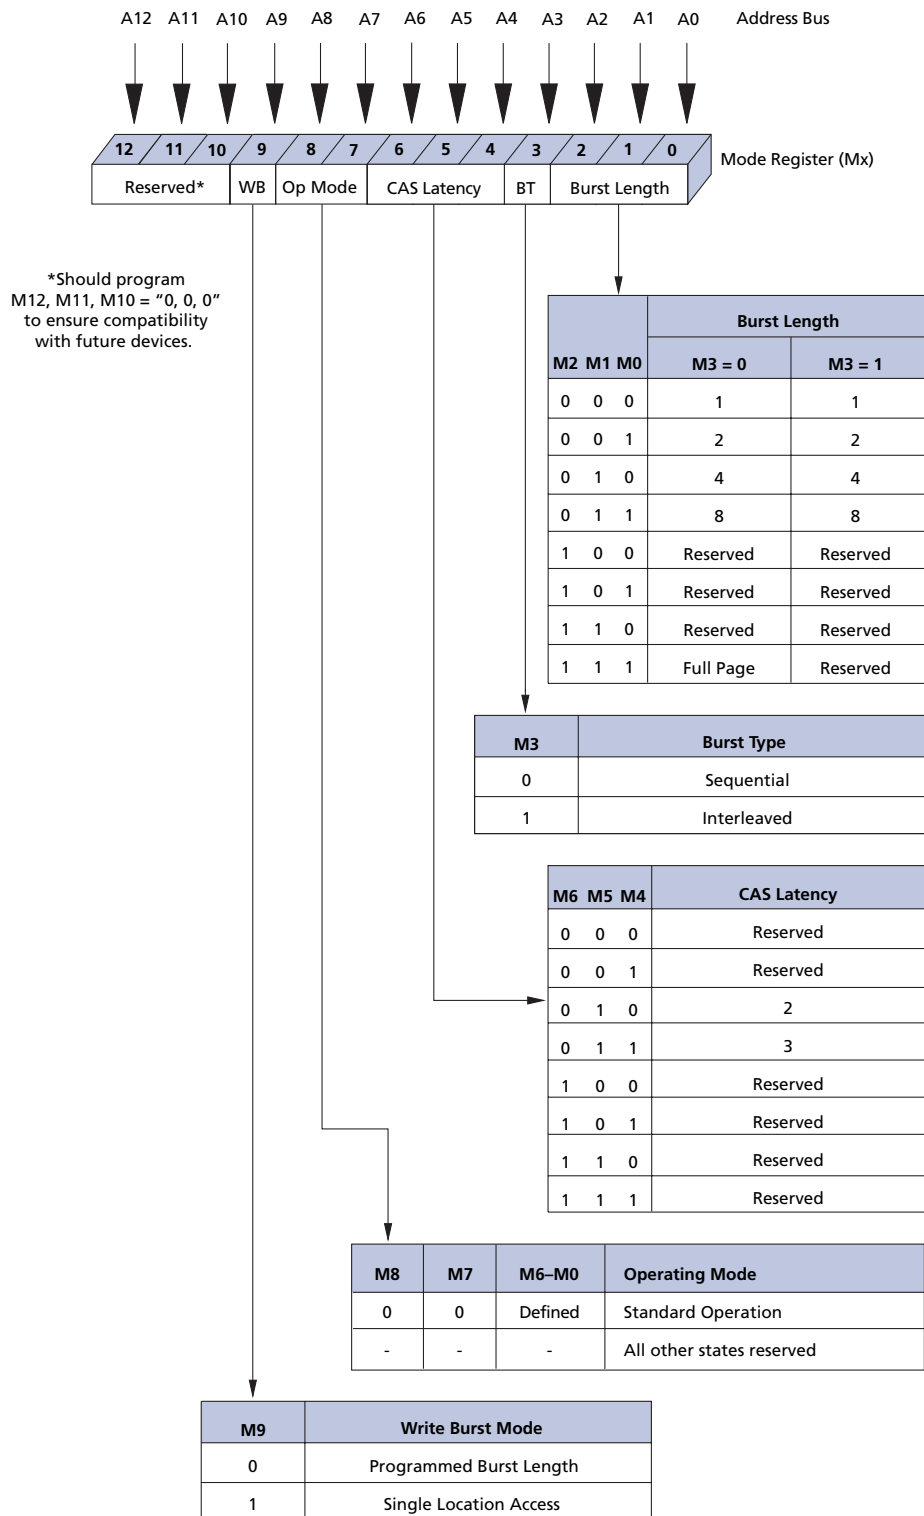 A12 A11 A10 A9 A8 A7 A6 A5 A4 A3 A2 A1 A0 Address Bus
12 11 10 9 8 7 6 5 4 3 2 1 0
Mode Register (Mx)
Reserved* WB Op Mode CAS Latency BT Burst Length
*Should program
M12, M11, M10 = “0, 0, 0”
to ensure compatibility
with future devices.
Burst Length
M2 M1 M0 M3 = 0 M3 = 1
0 0 0 1 1
0 0 1 2 2
0 1 0 4 4
0 1 1 8 8
1 0 0 Reserved Reserved
1 0 1 Reserved Reserved
1 1 0 Reserved Reserved
1 1 1 Full Page Reserved
M3 Burst Type
0 Sequential
1 Interleaved
M6 M5 M4 CAS Latency
0 0 0 Reserved
0 0 1 Reserved
0 1 0 2
0 1 1 3
1 0 0 Reserved
1 0 1 Reserved
1 1 0 Reserved
1 1 1 Reserved
M8 M7 M6–M0 Operating Mode
0 0 Defined Standard Operation
- - - All other states reserved
M9 Write Burst Mode
0 Programmed Burst Length
1 Single Location Access